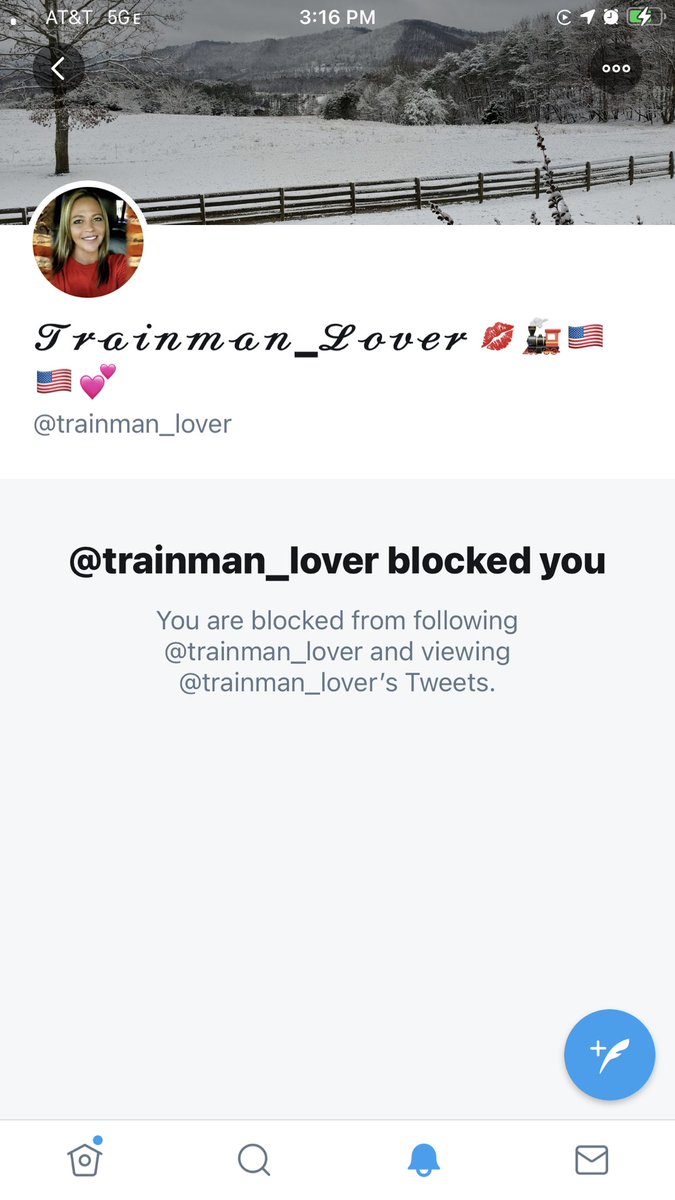 AT&T 5GE 3:16 PM
𝒯𝓇𝒶𝒾𝓃𝓂𝒶𝓃_ℒ𝑜𝓋𝑒𝓇 💋🚂🇺🇸
🇺🇸💕
@trainman_lover
@trainman_lover blocked you
You are blocked from following
@trainman_lover and viewing
@trainman_lover’s Tweets.